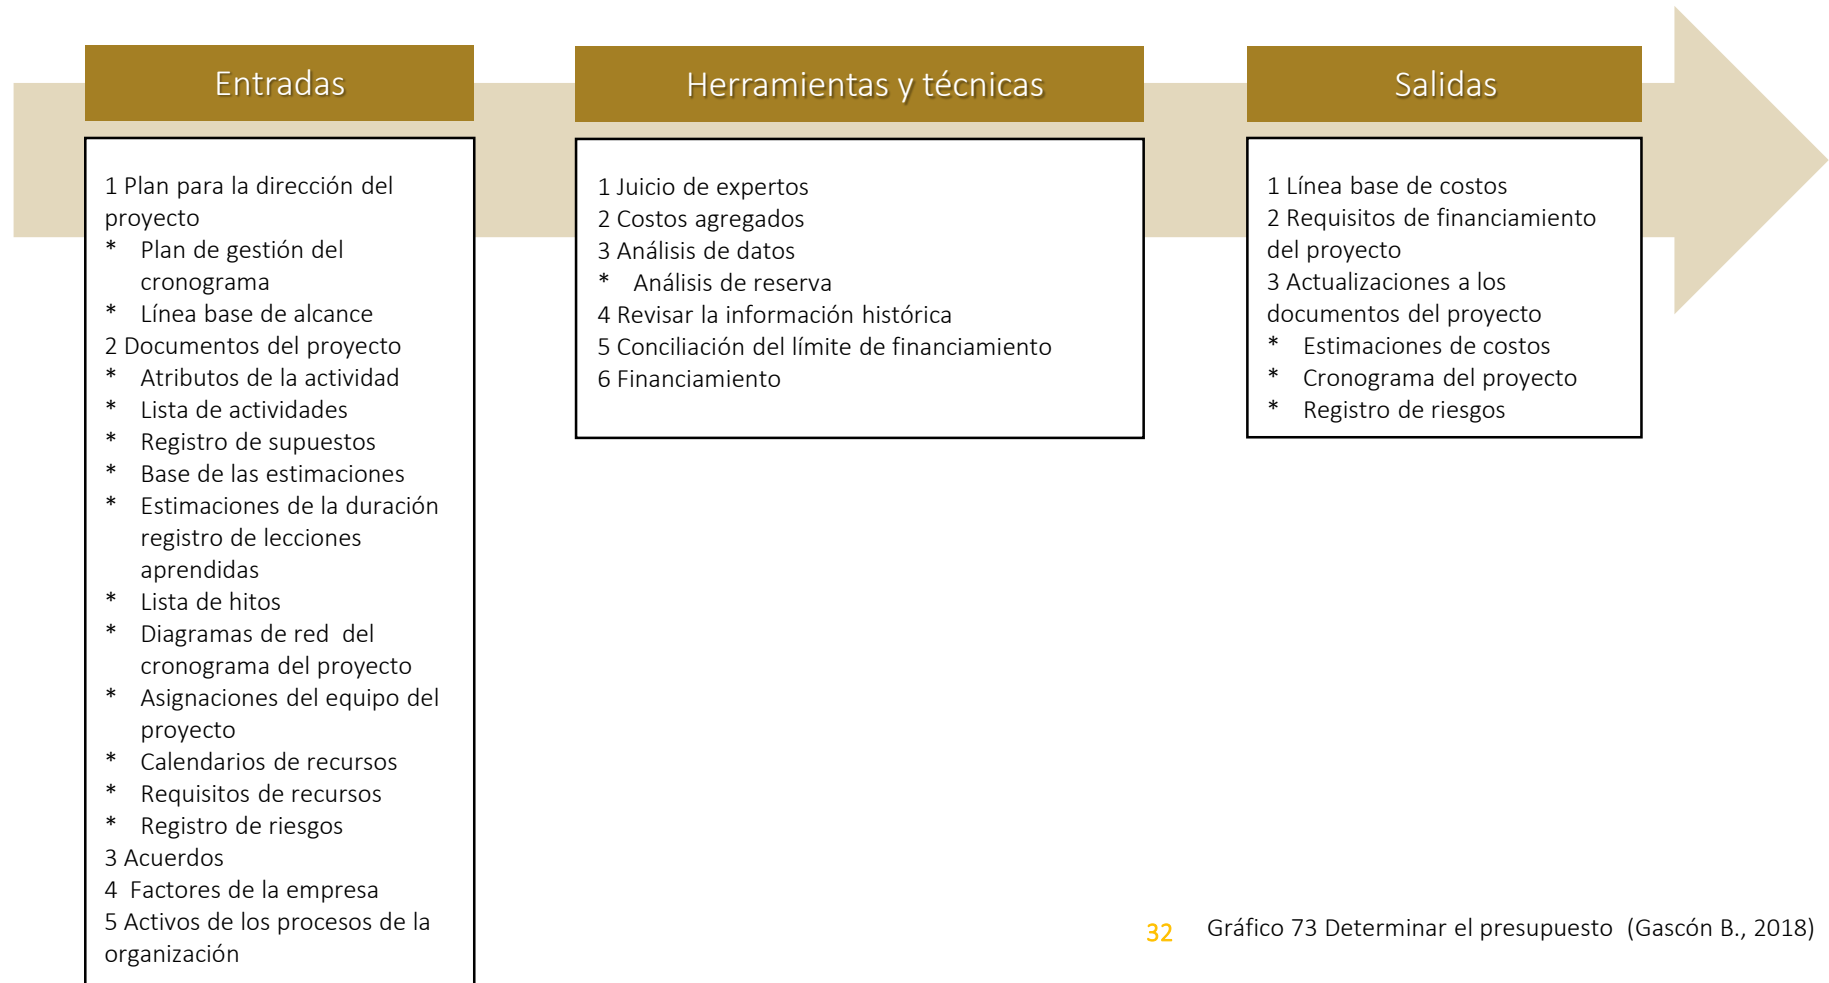 Entradas
1 Plan para la dirección del
proyecto
* Plan de gestión del
cronograma
* Línea base de alcance
2 Documentos del proyecto
* Atributos de la actividad
* Lista de actividades
* Registro de supuestos
* Base de las estimaciones
* Estimaciones de la duración
registro de lecciones
aprendidas
* Lista de hitos
* Diagramas de red del
cronograma del proyecto
* Asignaciones del equipo del
proyecto
* Calendarios de recursos
* Requisitos de recursos
* Registro de riesgos
3 Acuerdos
4 Factores de la empresa
5 Activos de los procesos de la
organización
Herramientas y técnicas
1 Juicio de expertos
2 Costos agregados
3 Análisis de datos
* Análisis de reserva
4 Revisar la información histórica
5 Conciliación del límite de financiamiento
6 Financiamiento
Salidas
1 Línea base de costos
2 Requisitos de financiamiento
del proyecto
3 Actualizaciones a los
documentos del proyecto
* Estimaciones de costos
* Cronograma del proyecto
* Registro de riesgos
32
Gráfico 73 Determinar el presupuesto (Gascón B., 2018)